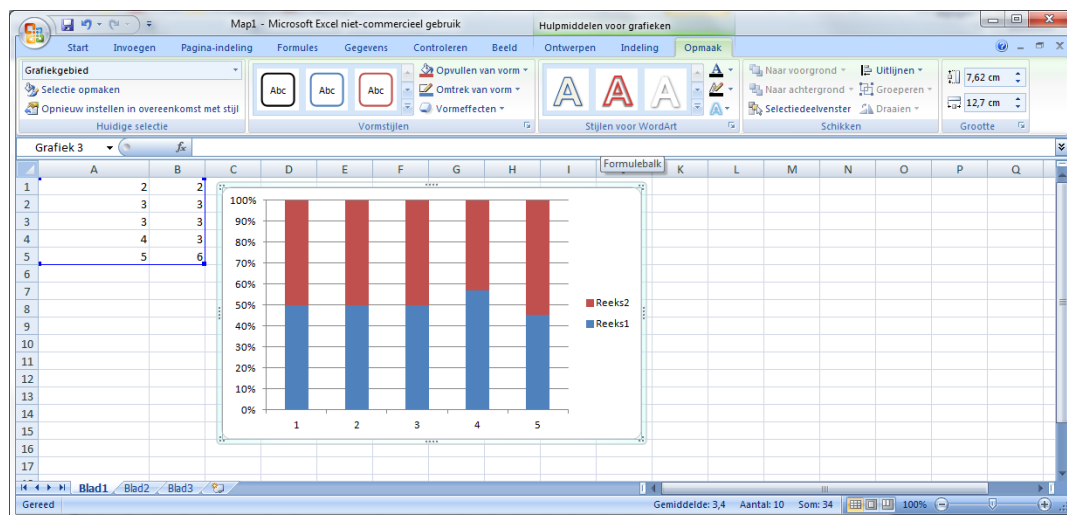 Map1 - Microsoft Excel niet-commercieel gebruik
Hulpmiddelen voor grafieken
Start Invoegen Pagina-indeling Formules Gegevens Controleren Beeld Ontwerpen Indeling Opmaak
Grafiekgebied
Selectie opmaken
Opnieuw instellen in overeenkomst met stijl
Huidige selectie
Abc Abc Abc
Opvullen van vorm
Omtrek van vorm
Vormeffecten
Vormstijlen
A A A A
A
Stijlen voor WordArt
Naar voorgrond Uitlijnen
Naar achtergrond Groeperen
Selectiedeelvenster Draaien
Schikken
7,62 cm
12,7 cm
Grootte
Grafiek 3 fx
Formulebalk
A B C D E F G H I K L M N O P Q
1 2 2
2 3 3
3 3 3
4 4 3
5 5 6
6
7
8
9
10
11
12
13
14
15
16
17
100%
90%
80%
70%
60%
50%
40%
30%
20%
10%
0%
1 2 3 4 5
Reeks2
Reeks1
Blad1 Blad2 Blad3
Gereed Gemiddelde: 3,4 Aantal: 10 Som: 34 100%